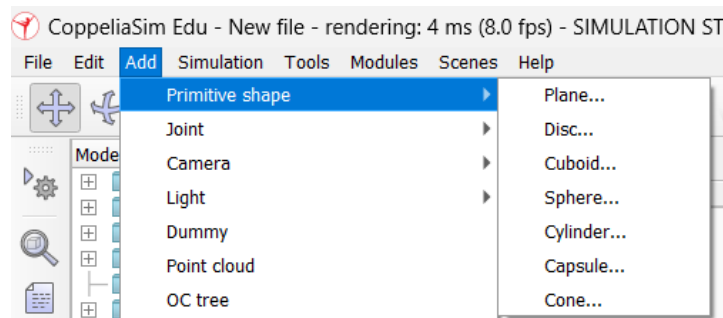 CoppeliaSim Edu - New file - rendering: 4 ms (8.0 fps) - SIMULATION ST
File Edit Add Simulation Tools Modules Scenes Help
Primitive shape
Joint
Camera
Light
Dummy
Point cloud
OC tree
Plane...
Disc...
Cuboid...
Sphere...
Cylinder...
Capsule...
Cone...
Mode